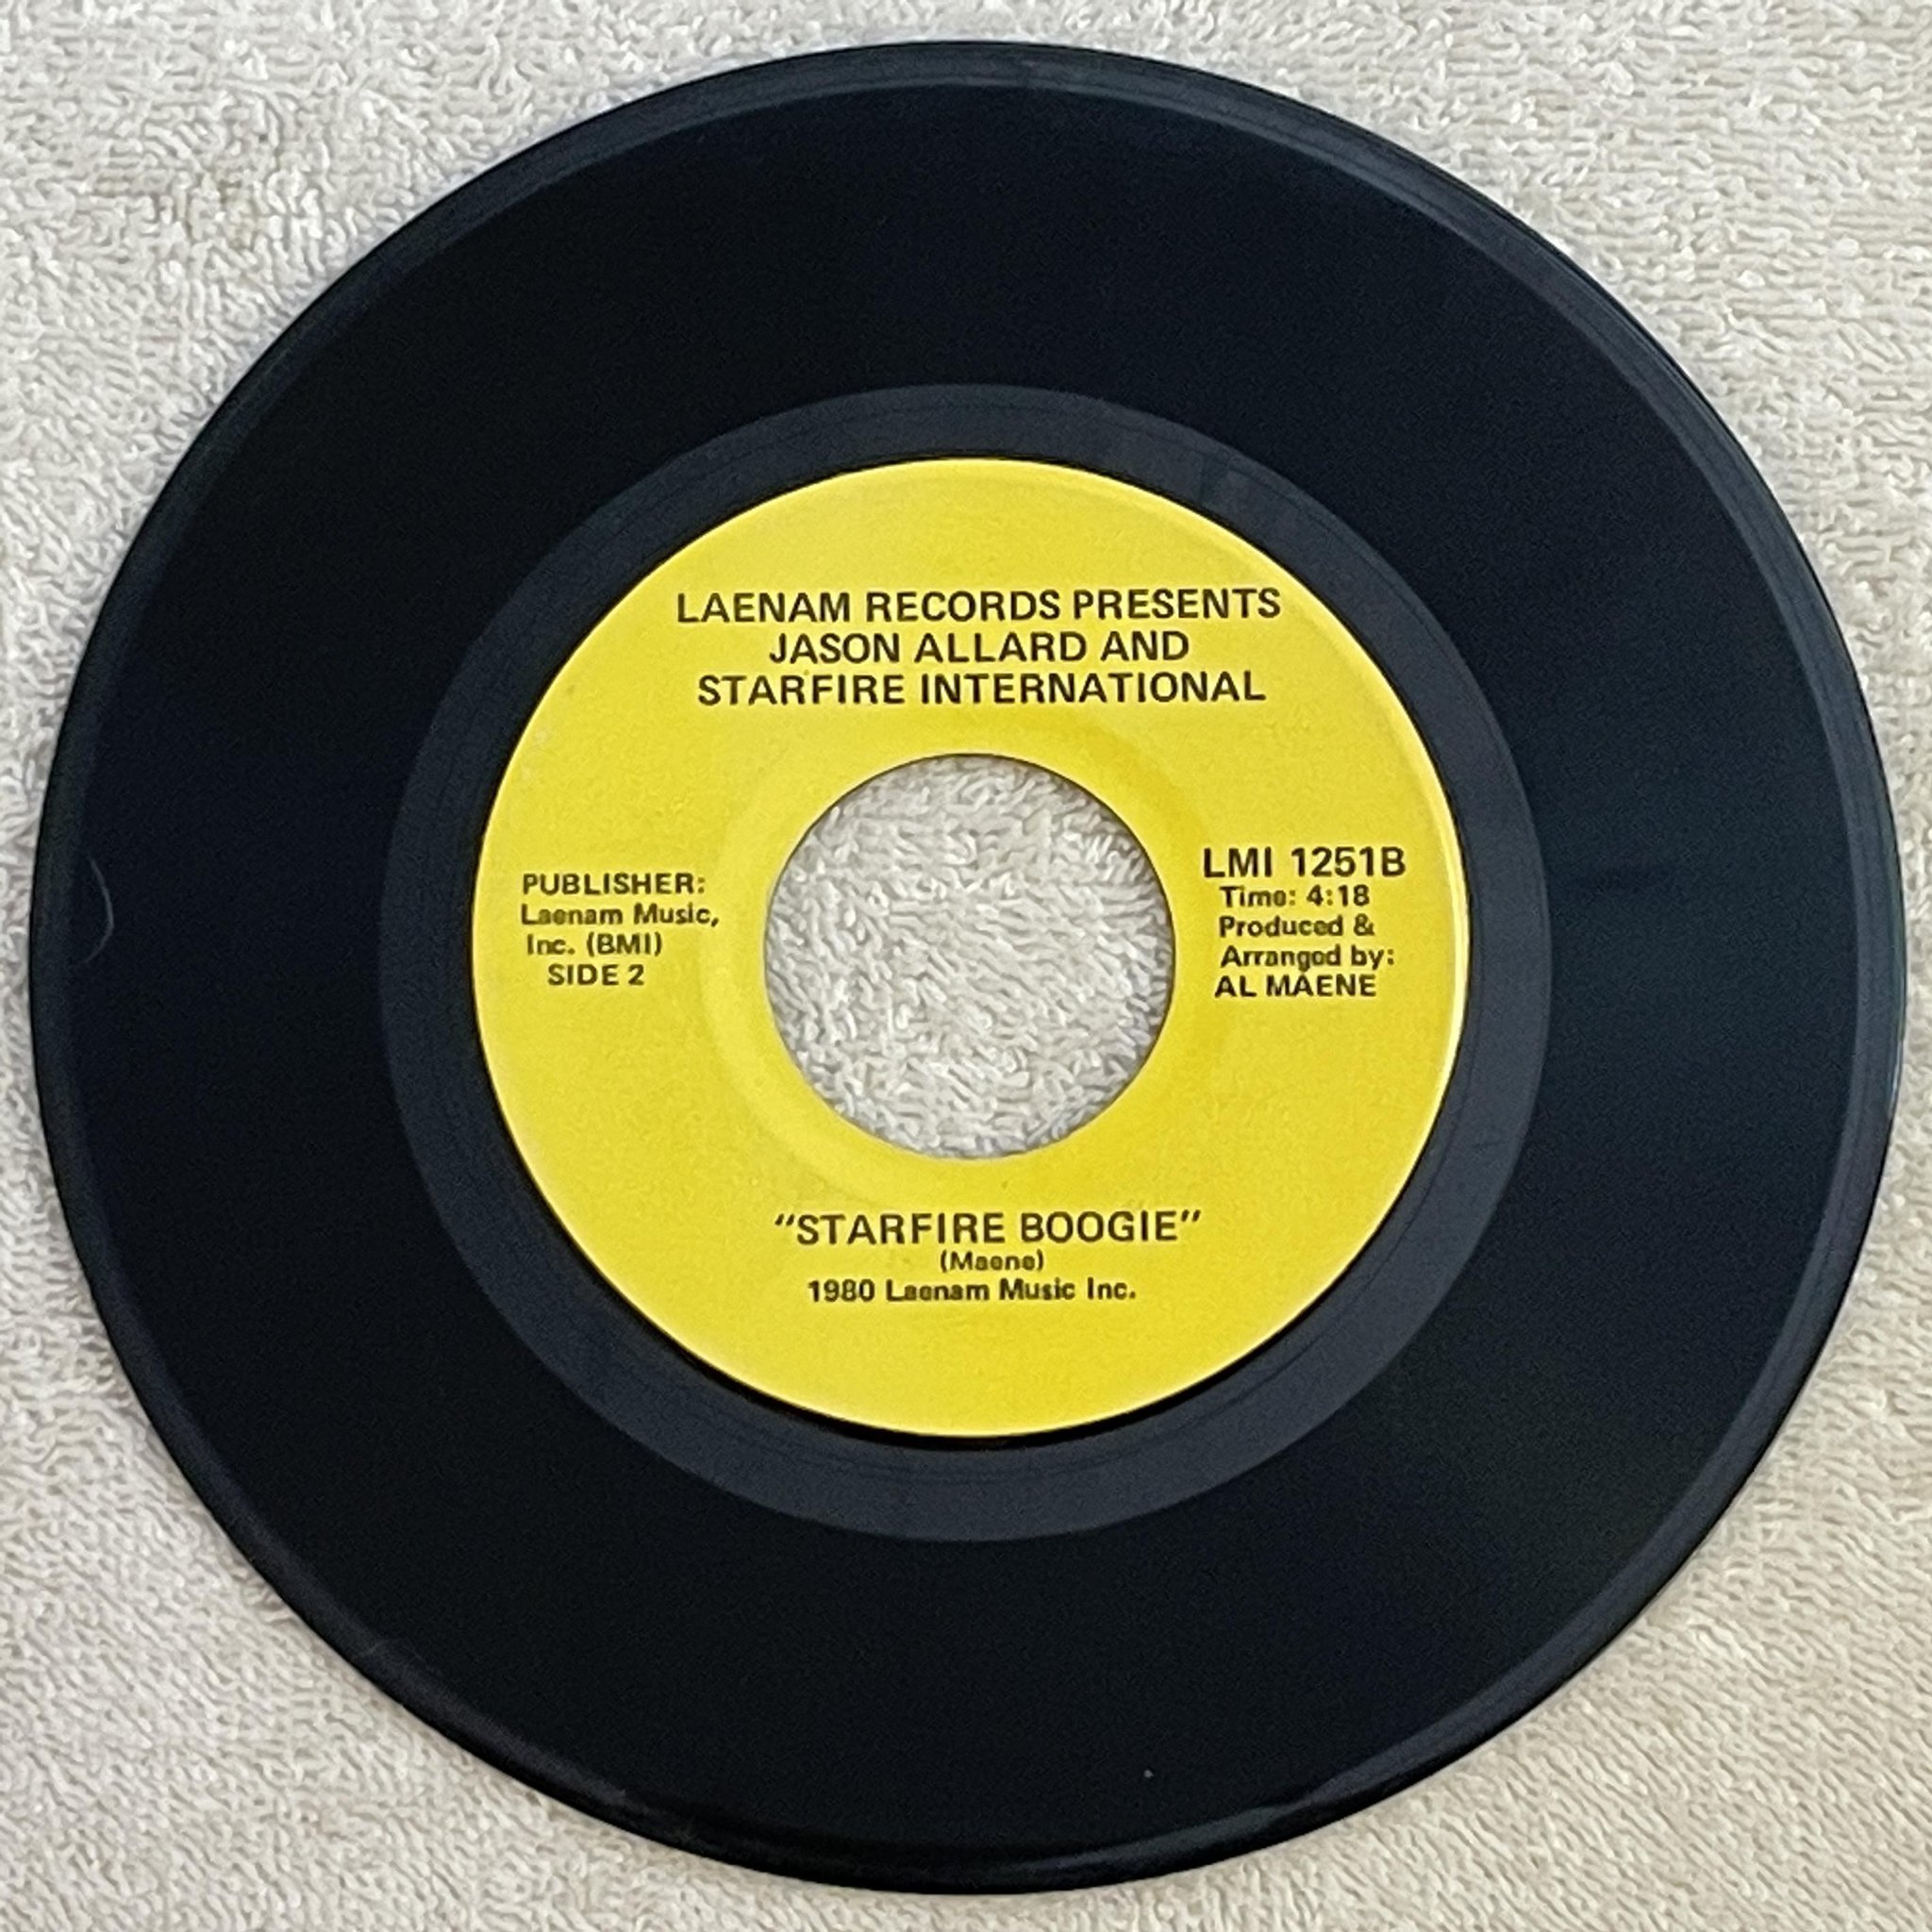 LAENAM RECORDS PRESENTS
JASON ALLARD AND
STARFIRE INTERNATIONAL
PUBLISHER:
Laenam Music,
Inc. (BMI)
SIDE 2
LMI 1251B
Time: 4:18
Produced &
Arranged by:
AL MAENE
"STARFIRE BOOGIE"
(Maene)
1980 Laenam Music Inc.